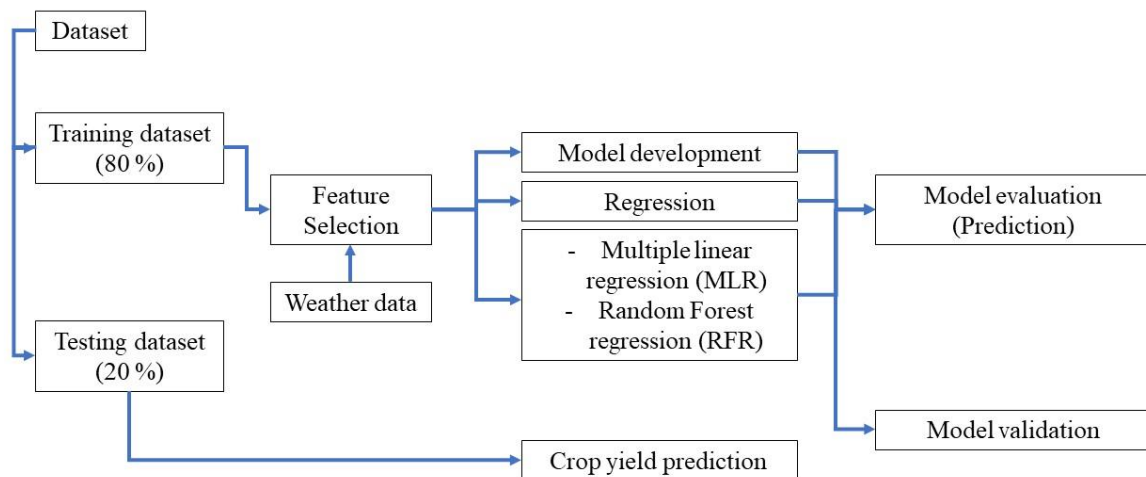 Dataset
Training dataset
(80 %)
Feature
Selection
Weather data
Testing dataset
(20 %)
Model development
Regression
- Multiple linear
regression (MLR)
- Random Forest
regression (RFR)
Crop yield prediction
Model evaluation
(Prediction)
Model validation